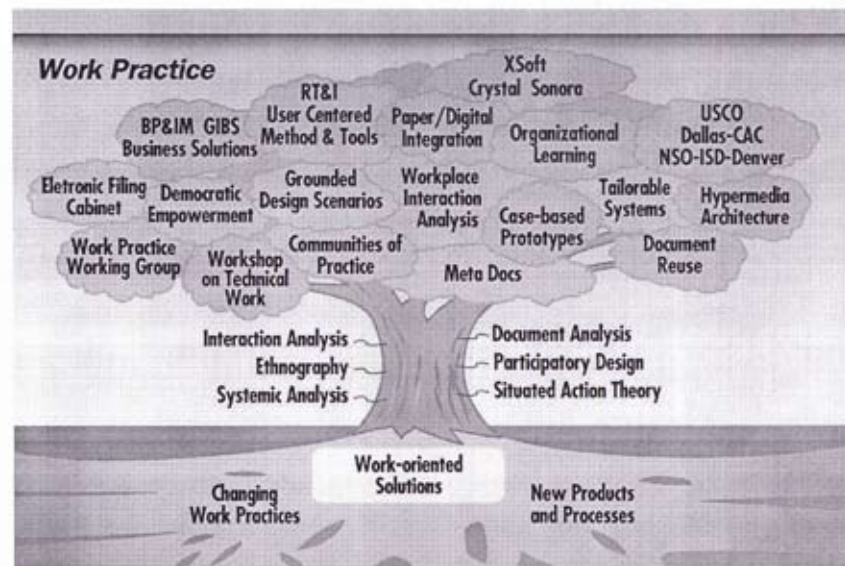 Work Practice
XSoft
Crystal Sonora
RT&I
User Centered
Method & Tools
BP&IM GIBS
Business Solutions
Paper/Digital
Integration
Organizational
Learning
USCO
Dallas-CAC
NSO-ISD-Denver
Eletronic Filing
Cabinet
Democratic
Empowerment
Grounded
Design Scenarios
Workplace
Interaction
Analysis
Case-based
Prototypes
Tailorable
Systems
Hypermedia
Architecture
Work Practice
Working Group
Workshop
on Technical
Work
Communities of
Practice
Meta Docs
Document
Reuse
Interaction Analysis
Ethnography
Systemic Analysis
Document Analysis
Participatory Design
Situated Action Theory
Work-oriented
Solutions
Changing
Work Practices
New Products
and Processes